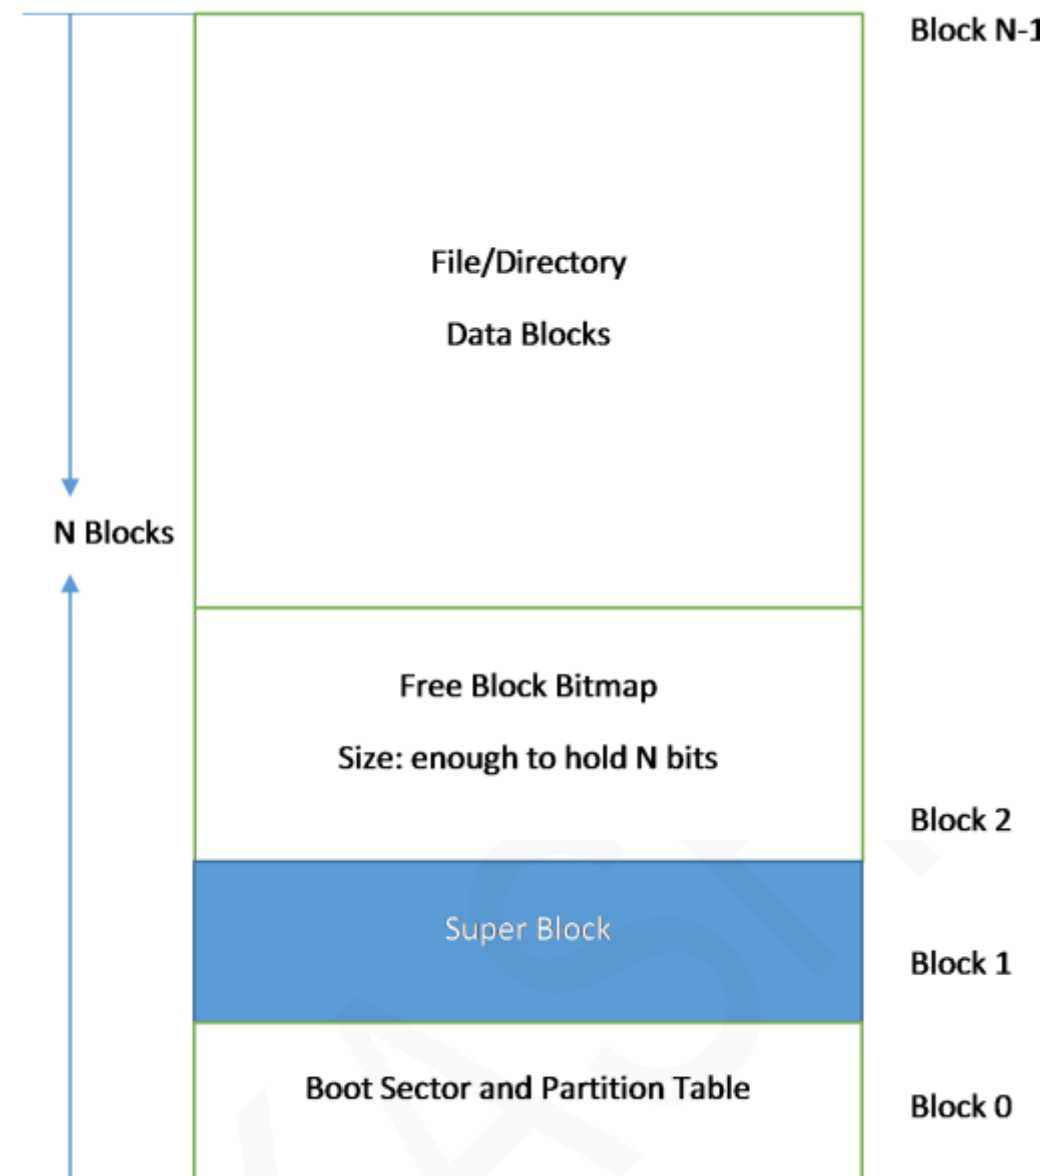 Block N-1
File/Directory
Data Blocks
N Blocks
Free Block Bitmap
Size: enough to hold N bits
Block 2
Super Block
Block 1
Boot Sector and Partition Table
Block 0